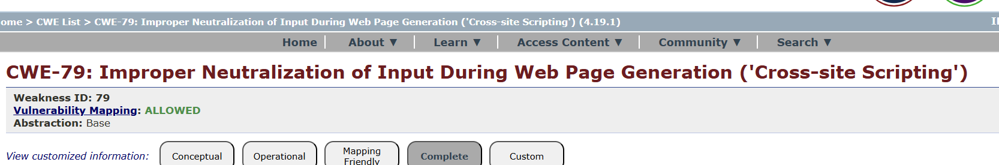 ome > CWE List > CWE-79: Improper Neutralization of Input During Web Page Generation ('Cross-site Scripting') (4.19.1)
Home About ▼ Learn ▼ Access Content ▼ Community ▼ Search ▼
CWE-79: Improper Neutralization of Input During Web Page Generation ('Cross-site Scripting')
Weakness ID: 79
Vulnerability Mapping: ALLOWED
Abstraction: Base
View customized information: Conceptual Operational Mapping Friendly Complete Custom